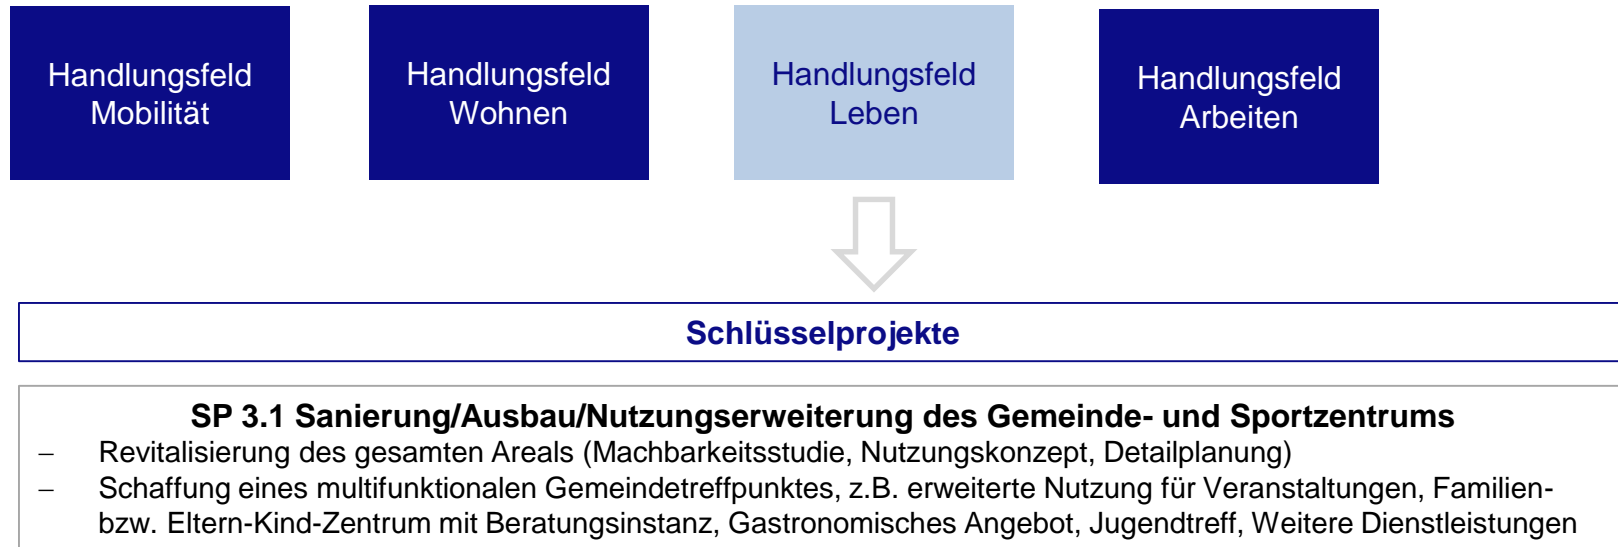 Handlungsfeld
Mobilität
Handlungsfeld
Wohnen
Handlungsfeld
Leben
Handlungsfeld
Arbeiten
Schlüsselprojekte
SP 3.1 Sanierung/Ausbau/Nutzungserweiterung des Gemeinde- und Sportzentrums
– Revitalisierung des gesamten Areals (Machbarkeitsstudie, Nutzungskonzept, Detailplanung)
– Schaffung eines multifunktionalen Gemeindetreffpunktes, z.B. erweiterte Nutzung für Veranstaltungen, Familien-
bzw. Eltern-Kind-Zentrum mit Beratungsinstanz, Gastronomisches Angebot, Jugendtreff, Weitere Dienstleistungen